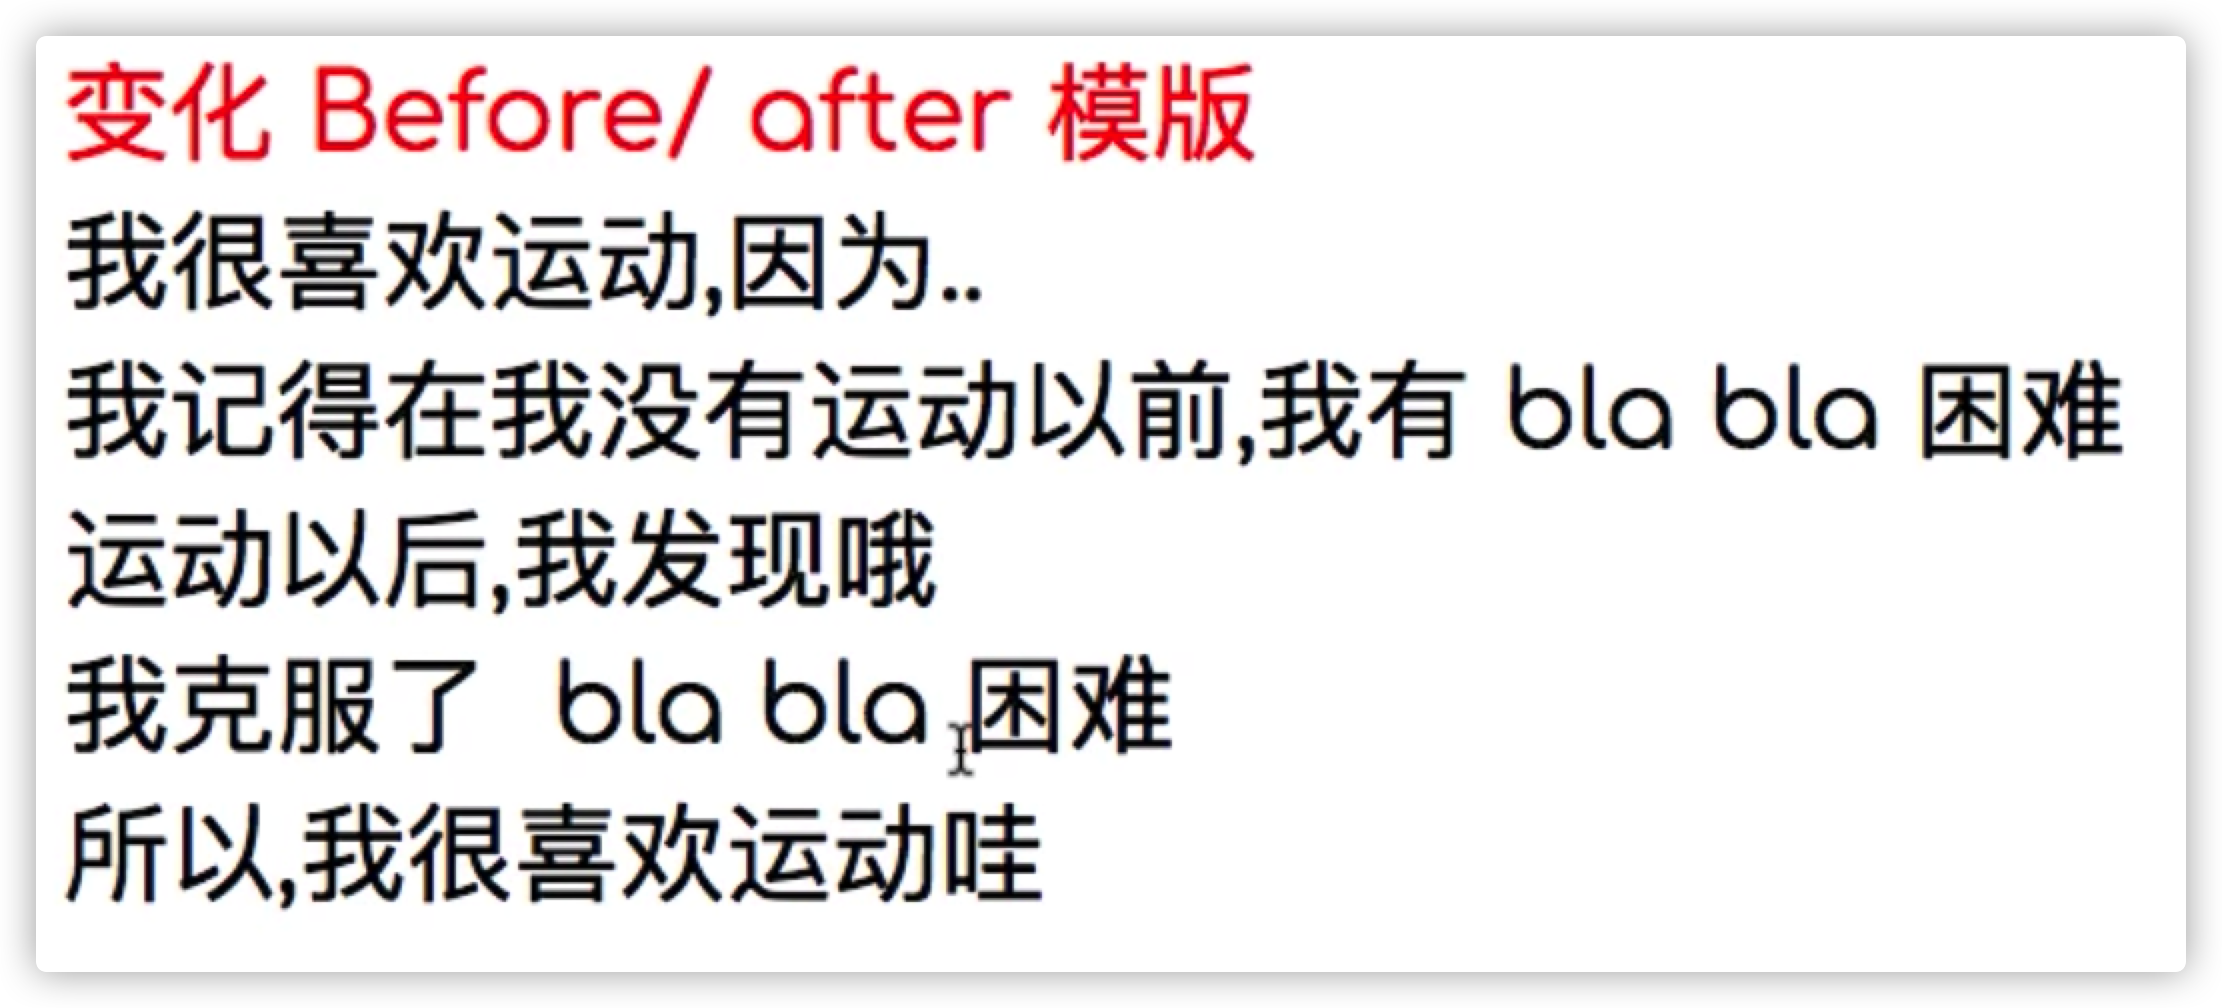 变化 Before/ after 模版
我很喜欢运动,因为..
我记得在我没有运动以前,我有 bla bla 困难
运动以后,我发现哦
我克服了 bla bla 困难
所以,我很喜欢运动哇